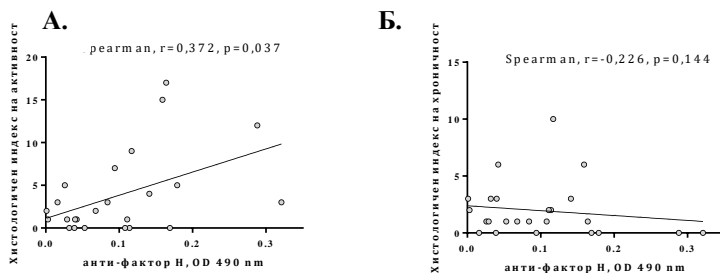 А.
pearman, r=0,372, p=0,037
Хистологичен индекс на активност
20
15
10
5
0
0.0 0.1 0.2 0.3
анти-фактор H, OD 490 nm
Б.
Spearman, r=-0,226, p=0,144
Хистологичен индекс на хроничност
15
10
5
0
0.0 0.1 0.2 0.3
анти-фактор H, OD 490 nm